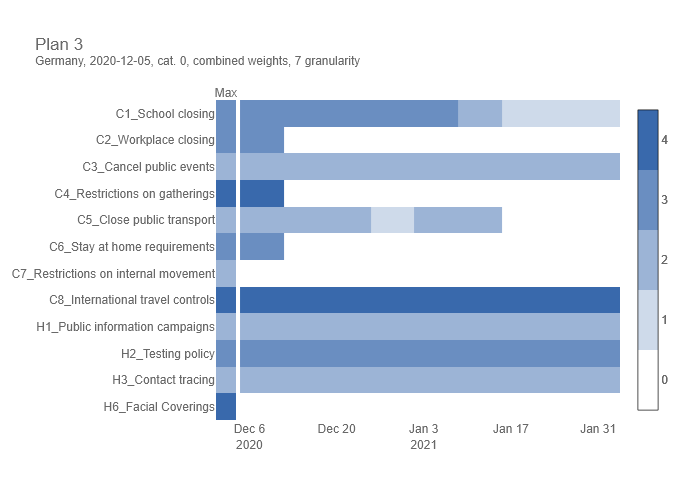 Plan 3
Germany, 2020-12-05, cat. 0, combined weights, 7 granularity
Max
C1_School closing
C2_Workplace closing
C3_Cancel public events
C4_Restrictions on gatherings
C5_Close public transport
C6_Stay at home requirements
C7_Restrictions on internal movement
C8_International travel controls
H1_Public information campaigns
H2_Testing policy
H3_Contact tracing
H6_Facial Coverings
Dec 6 Dec 20 Jan 3 Jan 17 Jan 31
2020 2021
4
3
2
1
0